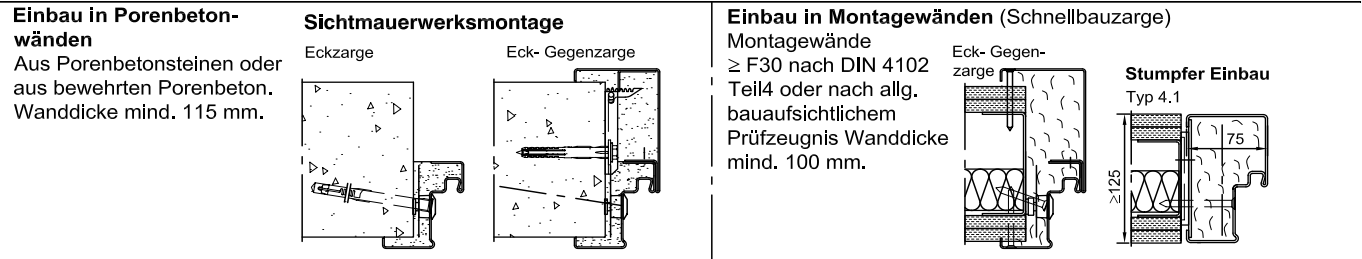 Einbau in Porenbeton-
wänden
Aus Porenbetonsteinen oder
aus bewehrten Porenbeton.
Wanddicke mind. 115 mm.
Sichtmauerwerksmontage
Eckzarge
Eck- Gegenzarge
Einbau in Montagewänden (Schnellbauzarge)
Montagewände
≥ F30 nach DIN 4102
Teil4 oder nach allg.
bauaufsichtlichem
Prüfzeugnis Wanddicke
mind. 100 mm.
Eck- Gegen-
zarge
Stumpfer Einbau
Typ 4.1
75
≥125